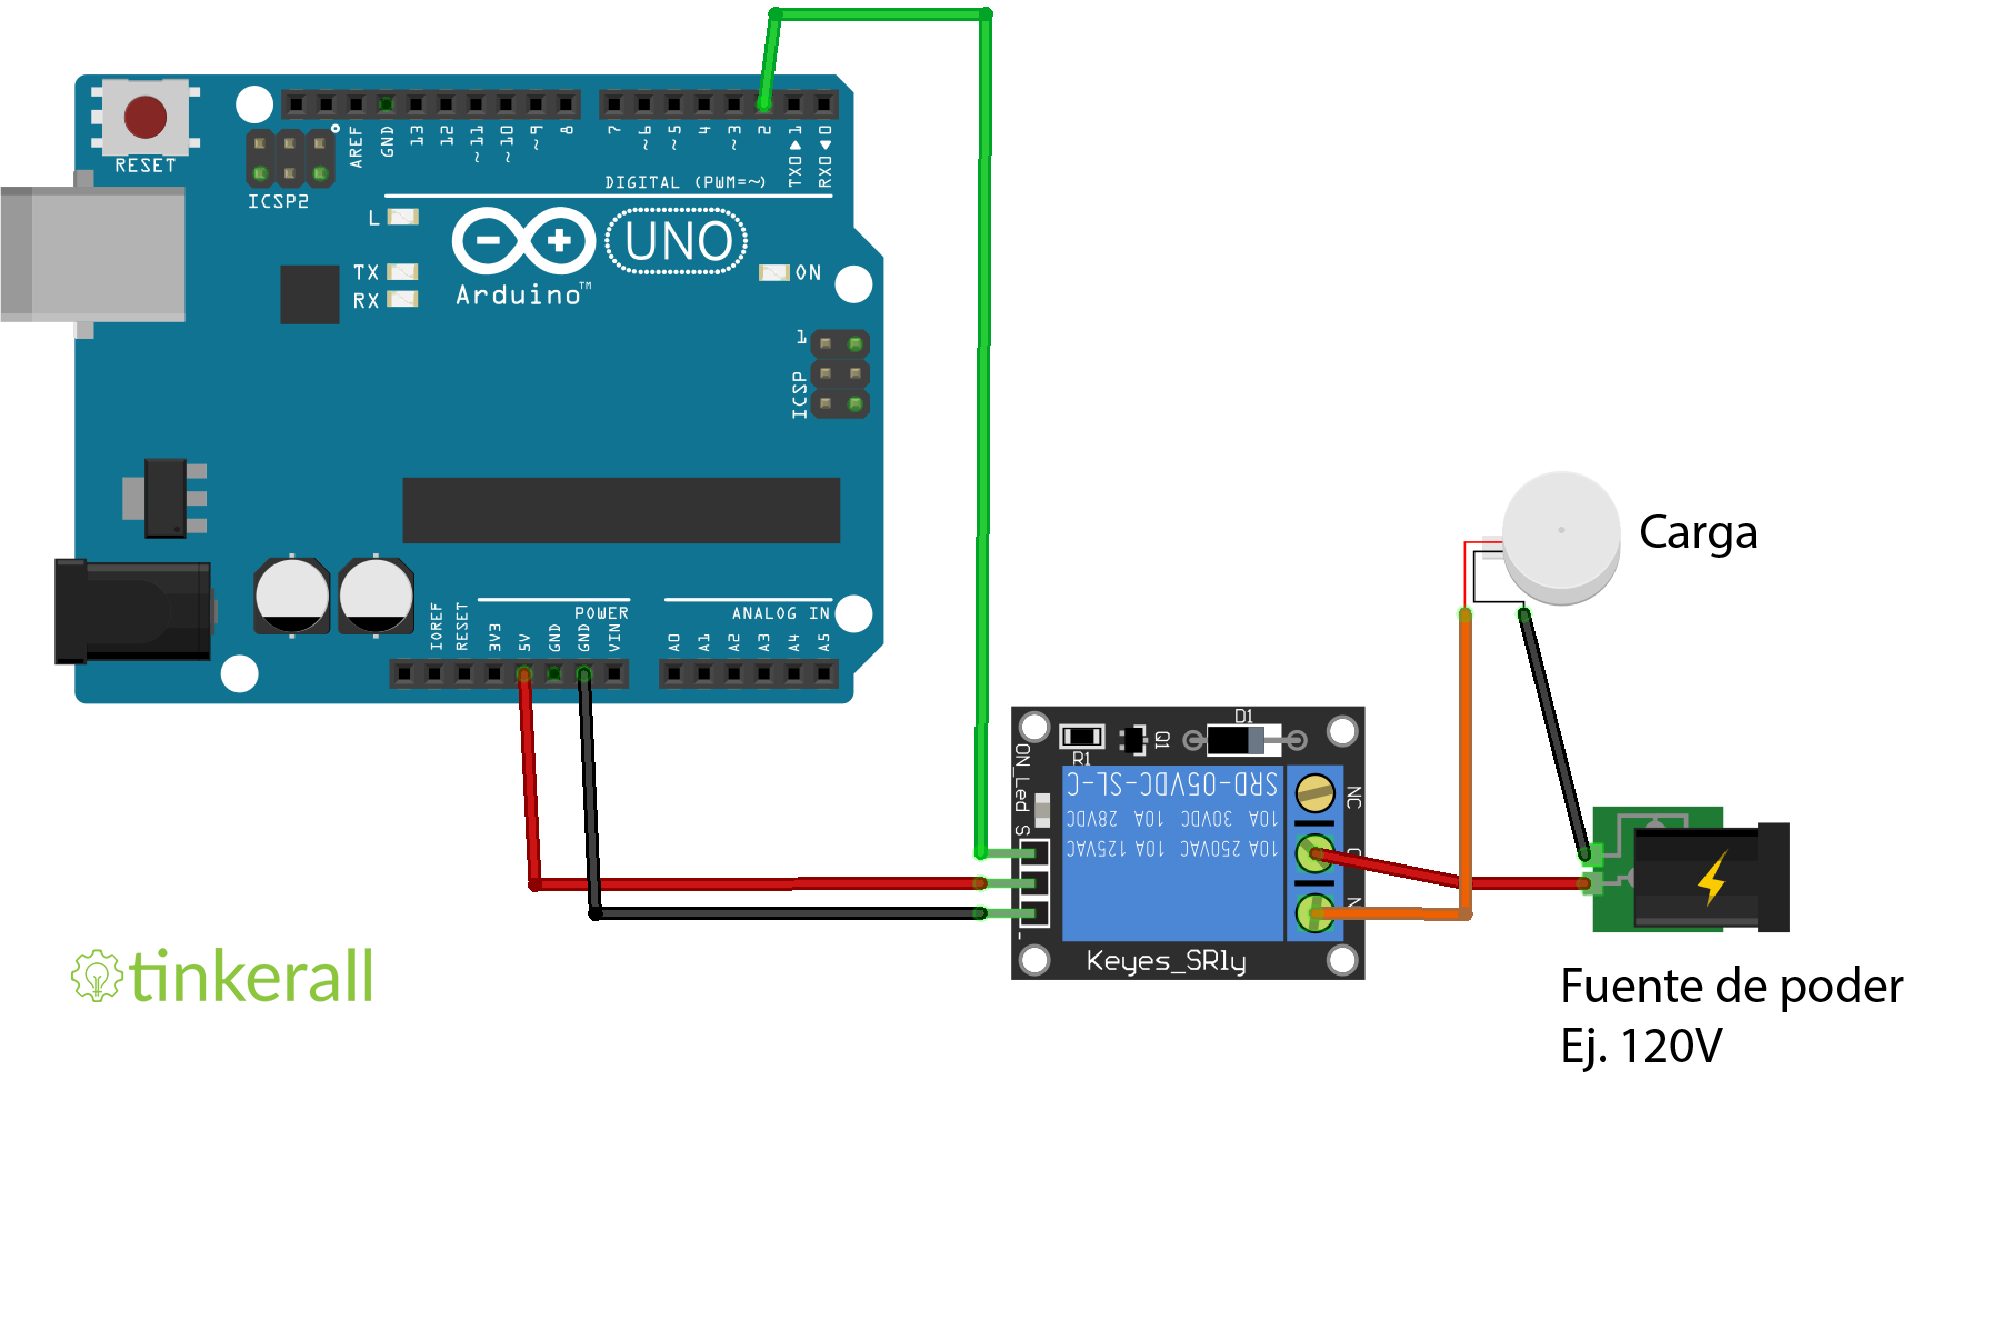 RESET
ICSP2
AREF
GND
13
12
~11
~10
~9
8
7
~6
~5
4
~3
2
TX0▶1
RX0◀0
DIGITAL (PWM=~)
L
TX
RX
UNO
Arduino™
ON
1
ICSP
IOREF
RESET
3V3
5V
GND
GND
VIN
POWER
ANALOG IN
A0
A1
A2
A3
A4
A5
Carga
ON_Led
R1
Q1
D1
SRD-05VDC-SL-C
10A 30VDC 10A 28VDC
10A 250VAC 10A 125VAC
S
-
NC
Keyes_SRly
tinkerall
Fuente de poder
Ej. 120V